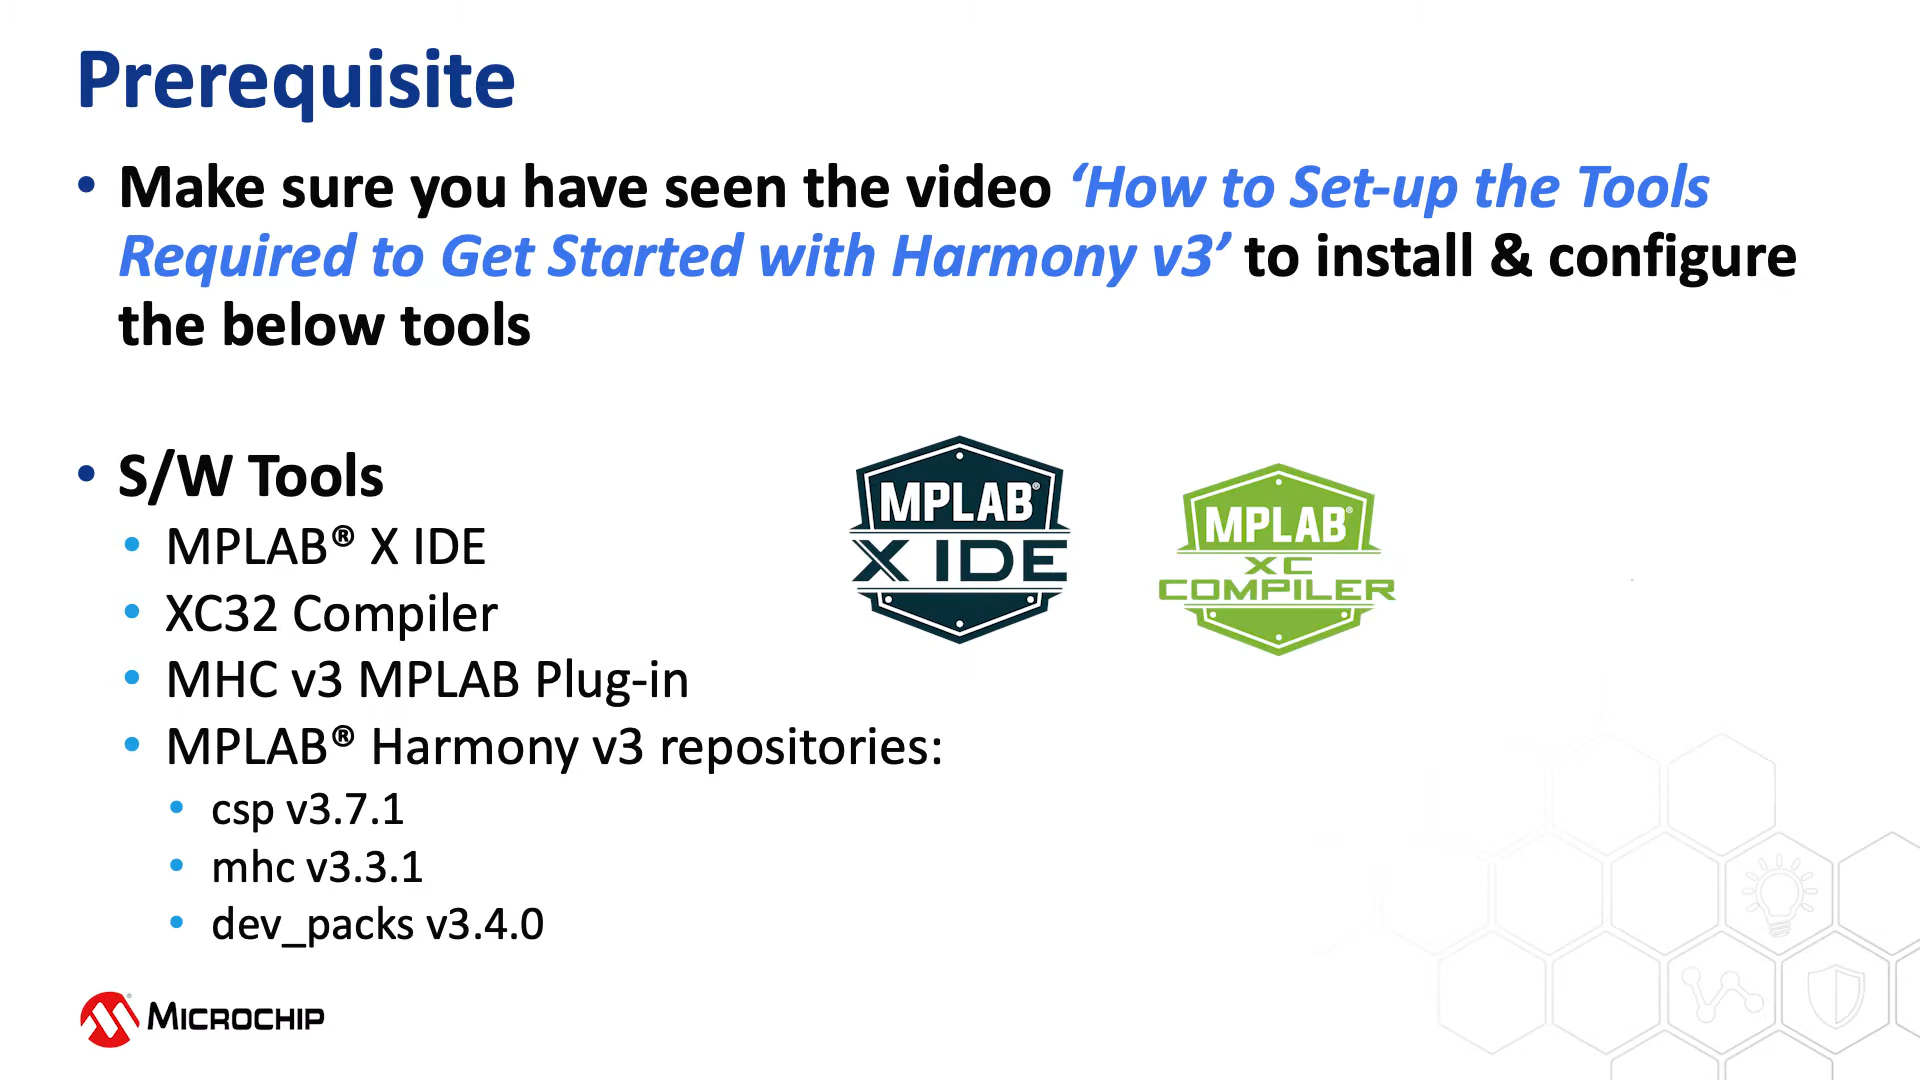 Prerequisite
• Make sure you have seen the video ‘How to Set-up the Tools
Required to Get Started with Harmony v3’ to install & configure
the below tools
• S/W Tools
• MPLAB® X IDE
• XC32 Compiler
• MHC v3 MPLAB Plug-in
• MPLAB® Harmony v3 repositories:
• csp v3.7.1
• mhc v3.3.1
• dev_packs v3.4.0
MPLAB®
X IDE
MPLAB®
XC
COMPILER
MICROCHIP